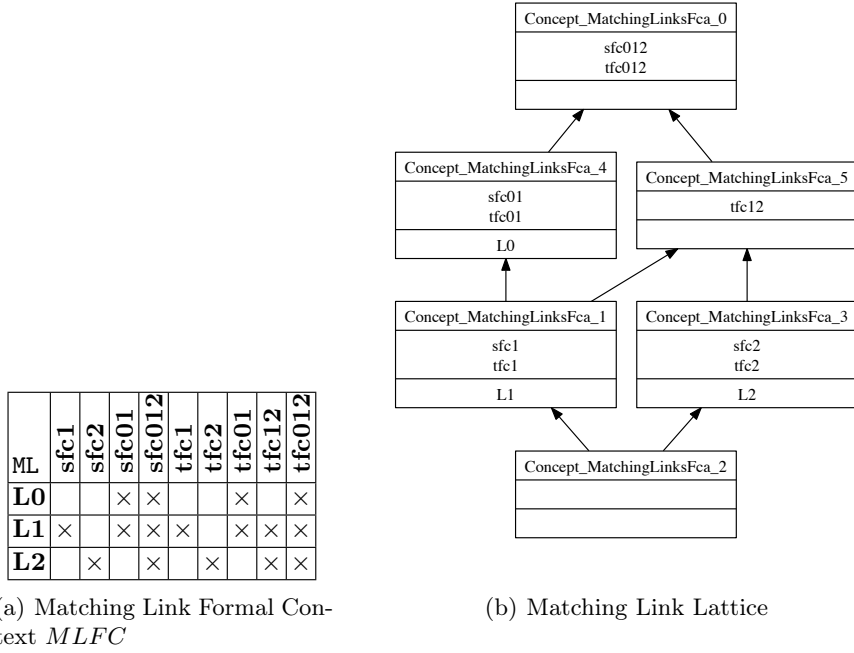 Concept_MatchingLinksFca_0
sfc012
tfc012
Concept_MatchingLinksFca_4
sfc01
tfc01
L0
Concept_MatchingLinksFca_5
tfc12
Concept_MatchingLinksFca_1
sfc1
tfc1
L1
Concept_MatchingLinksFca_3
sfc2
tfc2
L2
Concept_MatchingLinksFca_2
ML sfc1 sfc2 sfc01 sfc012 tfc1 tfc2 tfc01 tfc12 tfc012
L0 × × × ×
L1 × × × × × × ×
L2 × × × × ×
a) Matching Link Formal Con-
text MLFC
(b) Matching Link Lattice